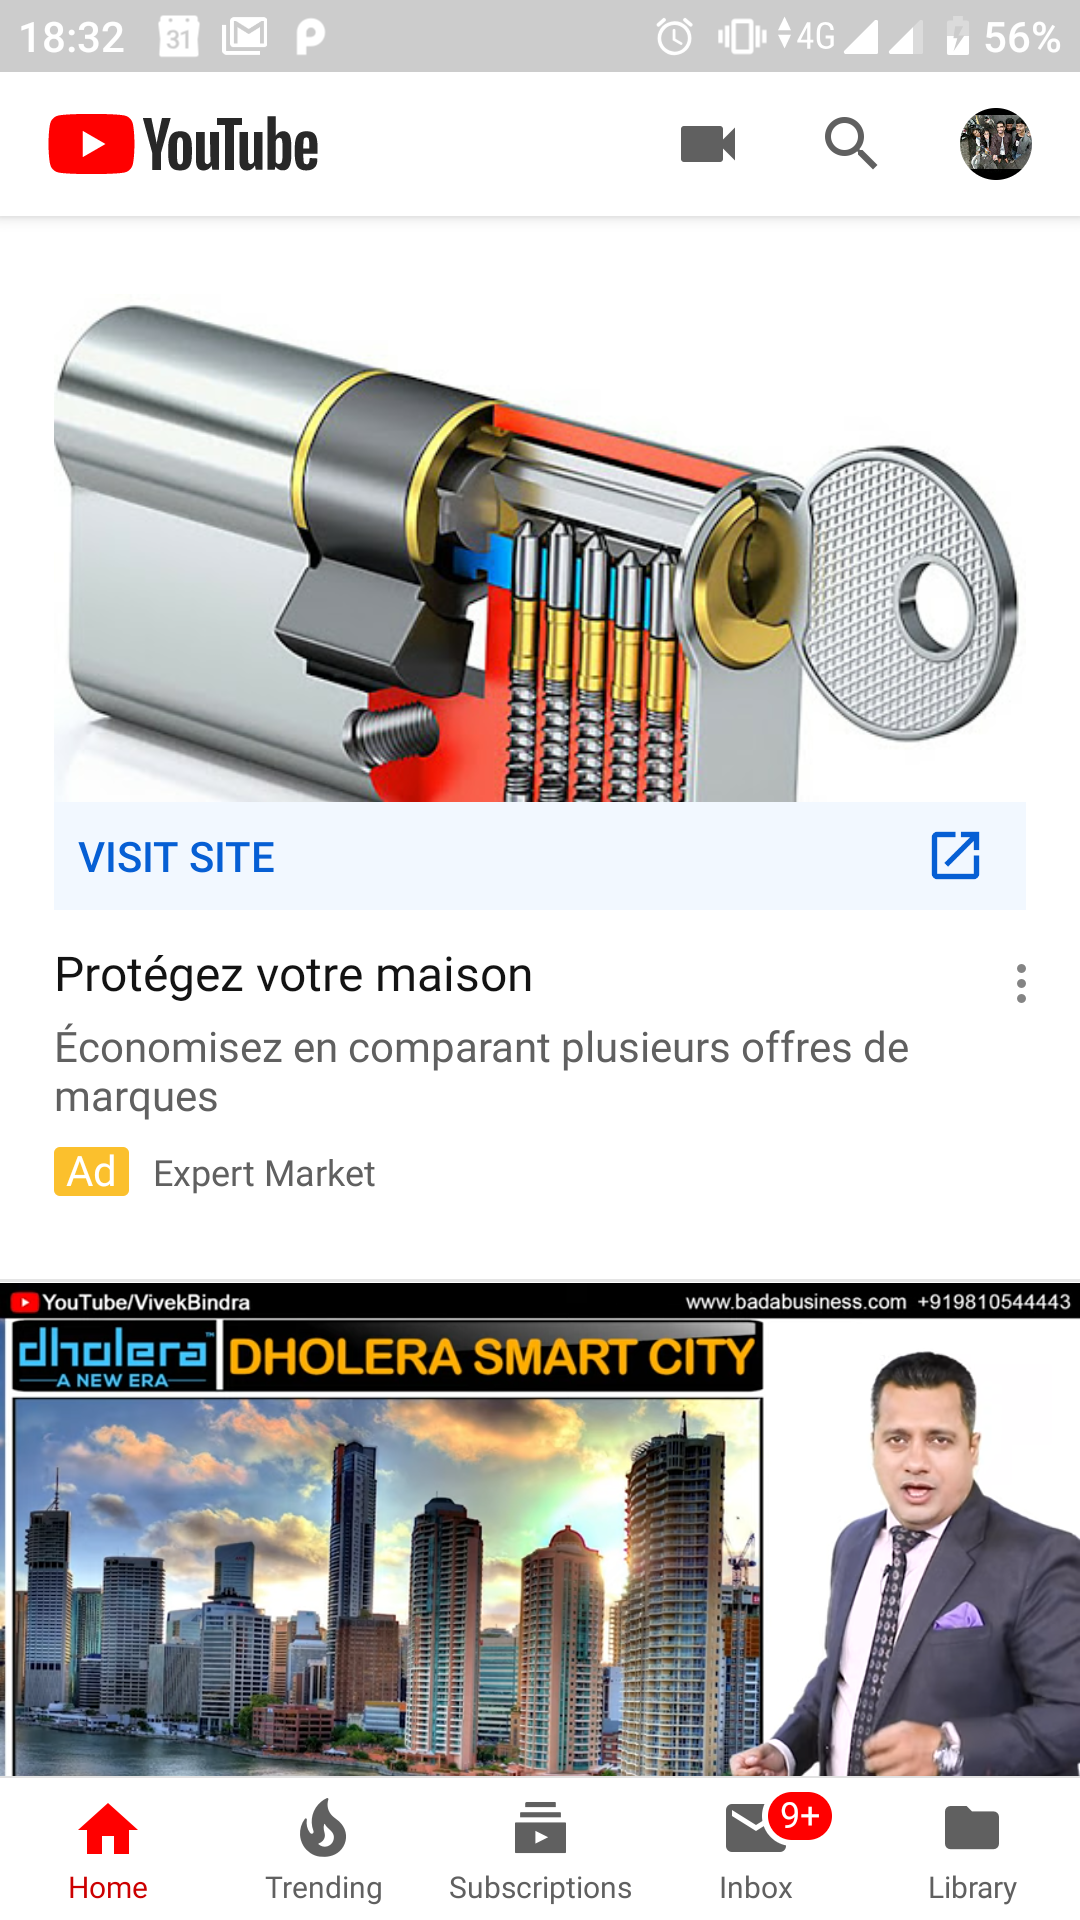 18:32 31 4G 56%
YouTube
VISIT SITE
Protégez votre maison
Économisez en comparant plusieurs offres de
marques
Ad Expert Market
YouTube/VivekBindra www.badabusiness.com +919810544443
dholera DHOLERA SMART CITY
A NEW ERA
9+
Home Trending Subscriptions Inbox Library